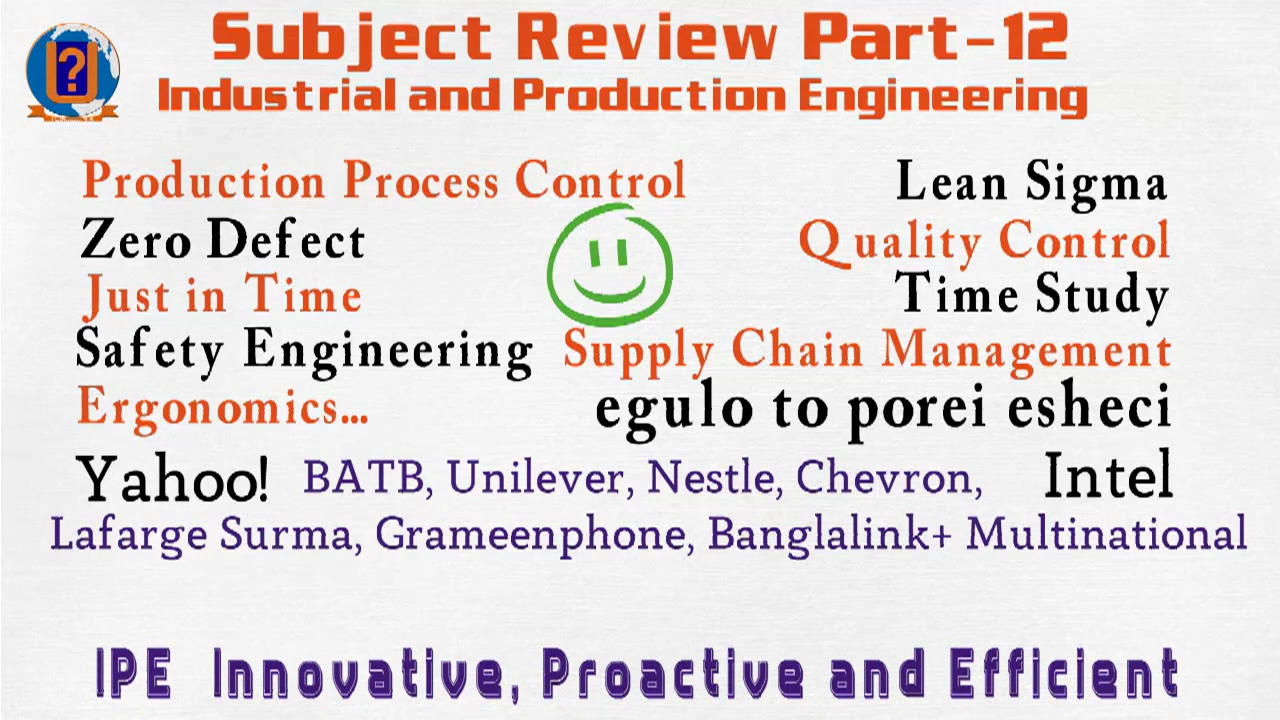 Subject Review Part-12
Industrial and Production Engineering
?
Production Process Control
Lean Sigma
Zero Defect
Quality Control
Just in Time
Time Study
Safety Engineering
Supply Chain Management
Ergonomics...
egulo to porei esheci
Yahoo! BATB, Unilever, Nestle, Chevron, Intel
Lafarge Surma, Grameenphone, Banglalink+ Multinational
IPE Innovative, Proactive and Efficient